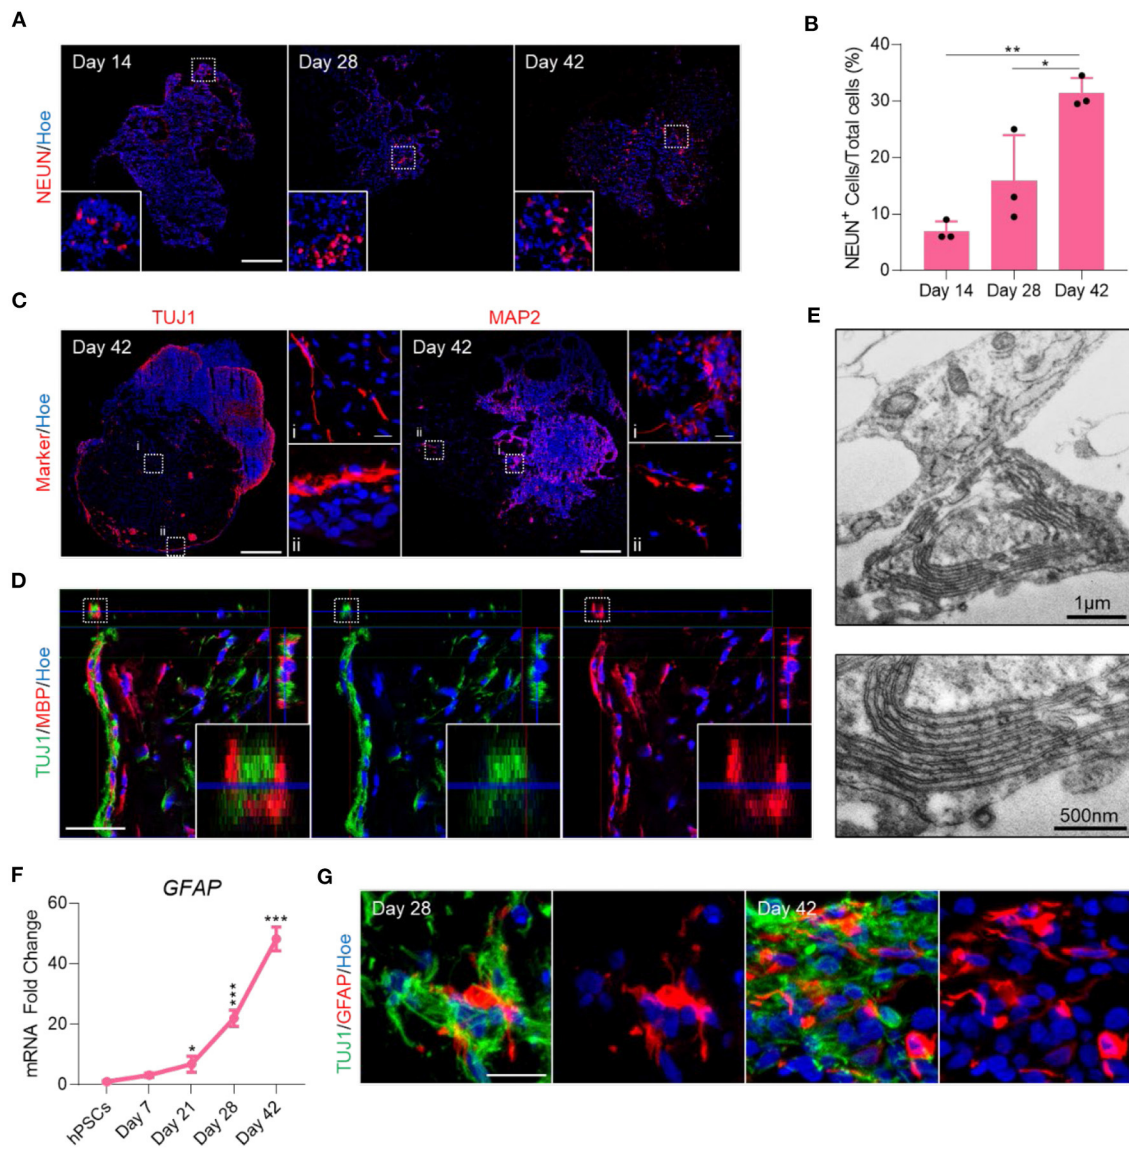 A
NEUN/Hoe
Day 14
Day 28
Day 42
B
NEUN+ Cells/Total cells (%)
40
30
20
10
0
**
*
Day 14
Day 28
Day 42
C
TUJ1
MAP2
Marker/Hoe
Day 42
i
ii
i
ii
Day 42
ii
i
i
ii
D
TUJ1/MBP/Hoe
E
1µm
500nm
F
GFAP
mRNA Fold Change
60
40
20
0
*
***
***
hPSCs
Day 7
Day 21
Day 28
Day 42
G
TUJ1/GFAP/Hoe
Day 28
Day 42